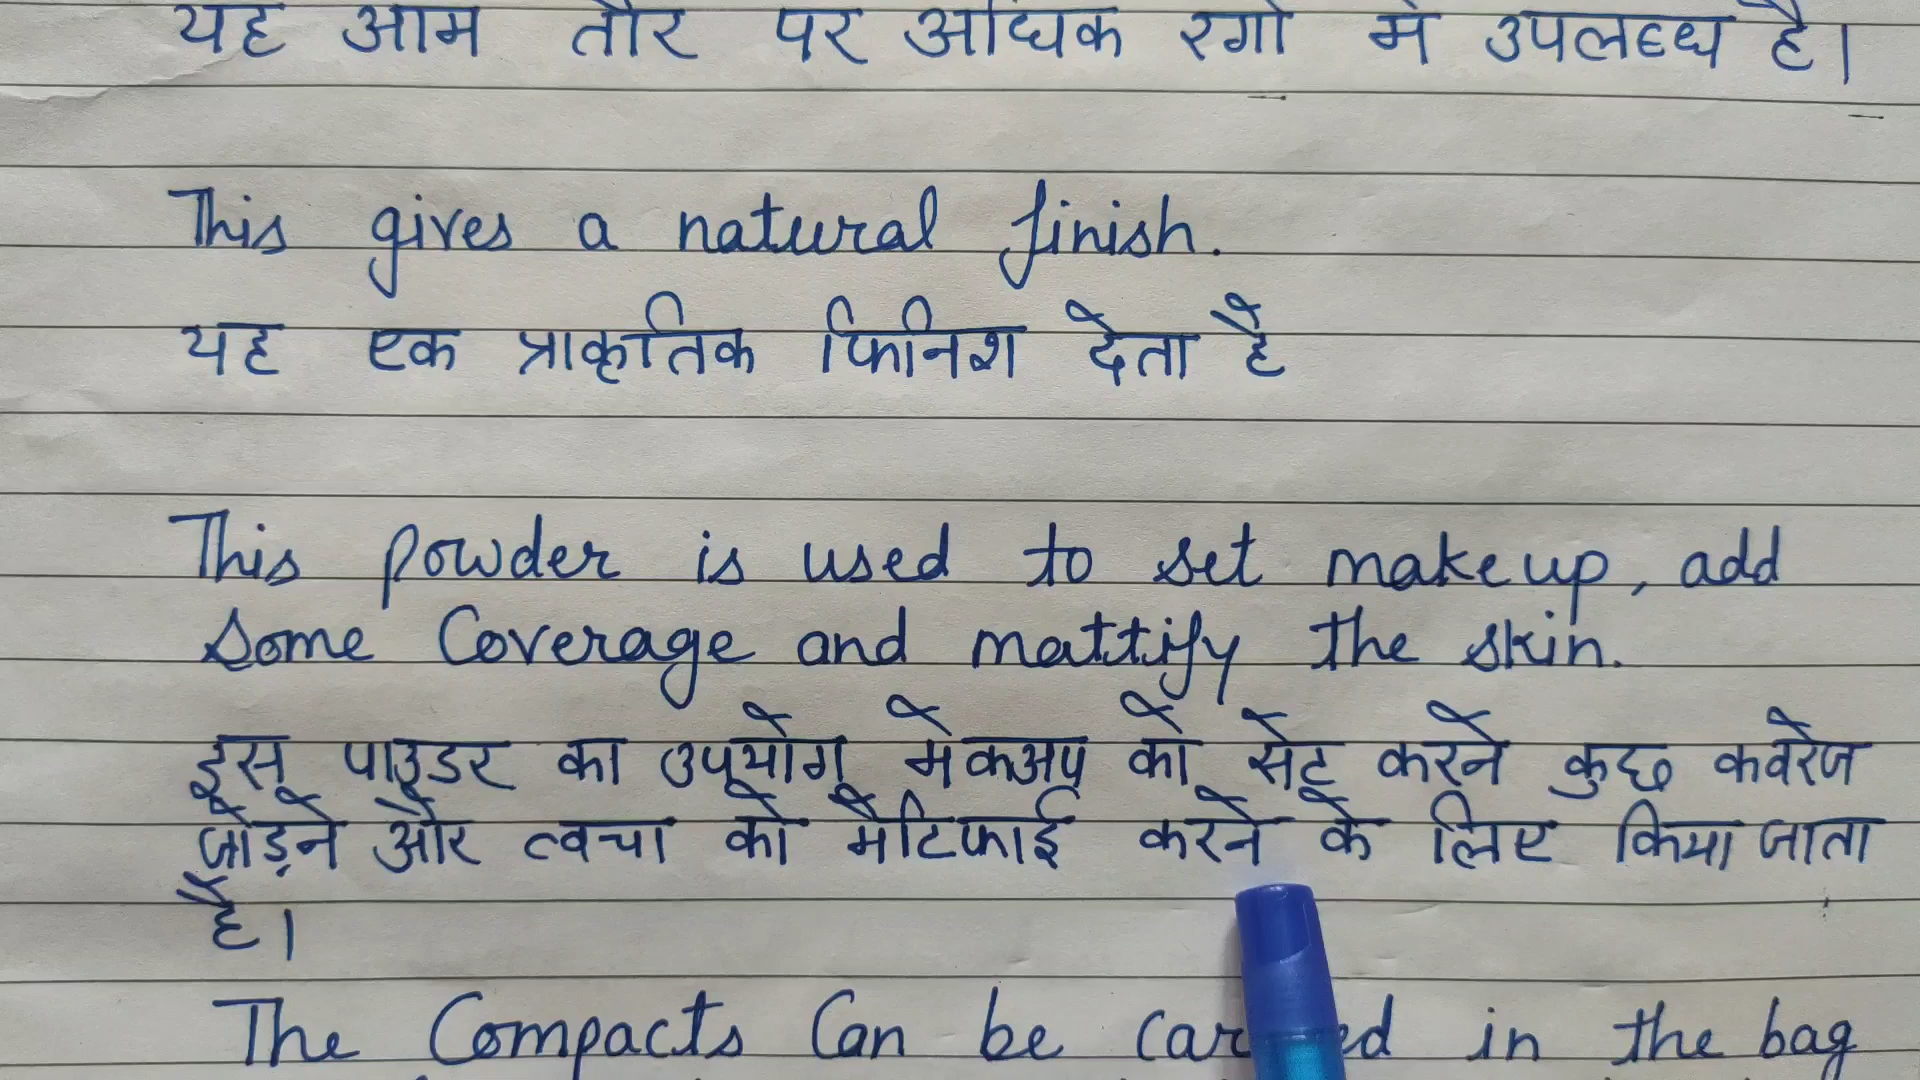 यह आम तौर पर अधिक रंगों में उपलब्ध है।
This gives a natural finish.
यह एक प्राकृतिक फिनिश देता है
This powder is used to set makeup, add
Some Coverage and mattify the skin.
इस पाउडर का उपयोग मेकअप को सेट करने कुछ कवरेज
जोड़ने और त्वचा को मैटिफाई करने के लिए किया जाता
है।
The Compacts Can be in the bag